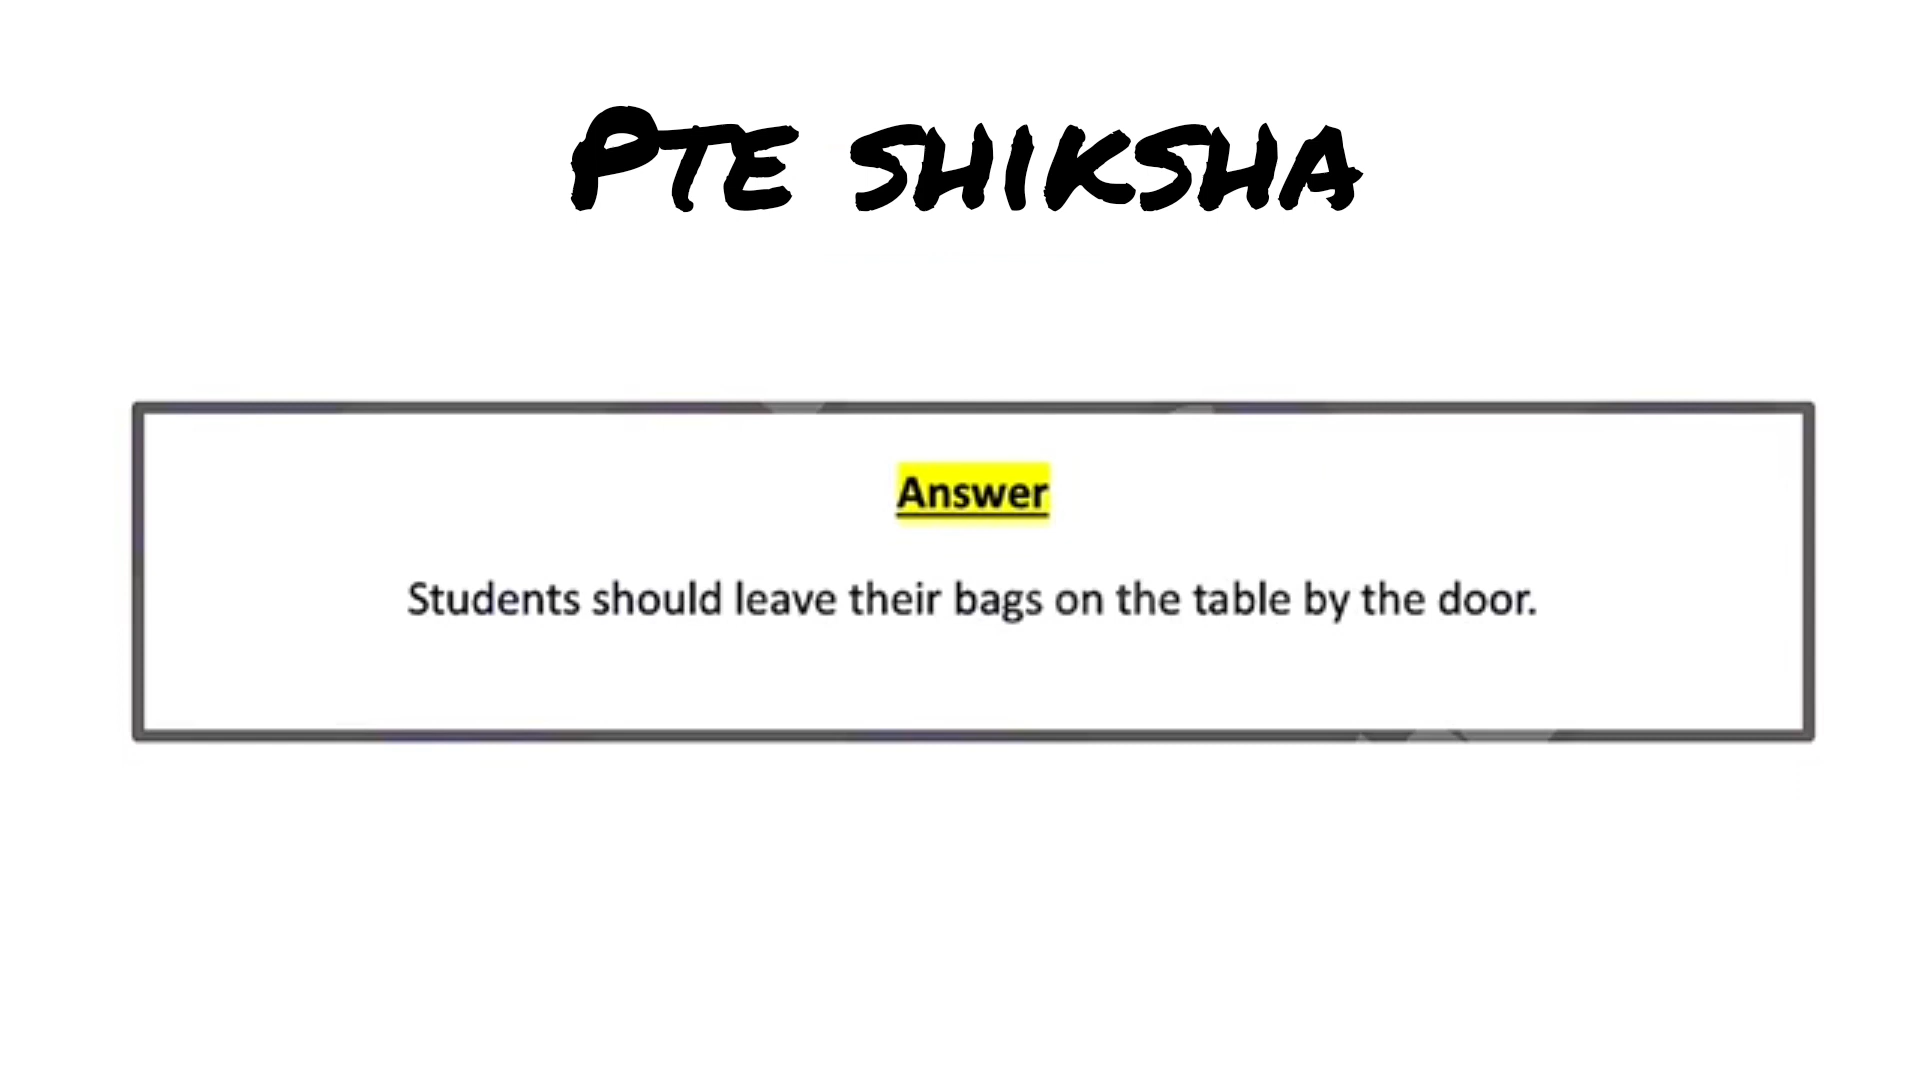 Pte shiksha
Answer
Students should leave their bags on the table by the door.